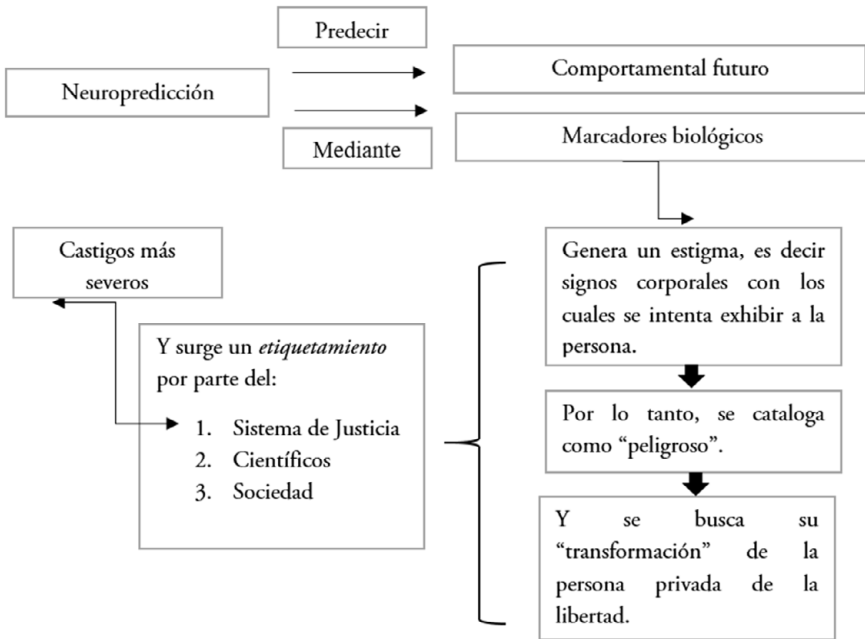 Predecir
Neuropredicción
Comportamental futuro
Mediante
Marcadores biológicos
Genera un estigma, es decir
signos corporales con los
cuales se intenta exhibir a la
persona.
Por lo tanto, se cataloga
como “peligroso”.
Y se busca su
“transformación” de la
persona privada de la
libertad.
Y surge un etiquetamiento
por parte del:
1. Sistema de Justicia
2. Científicos
3. Sociedad
Castigos más
severos